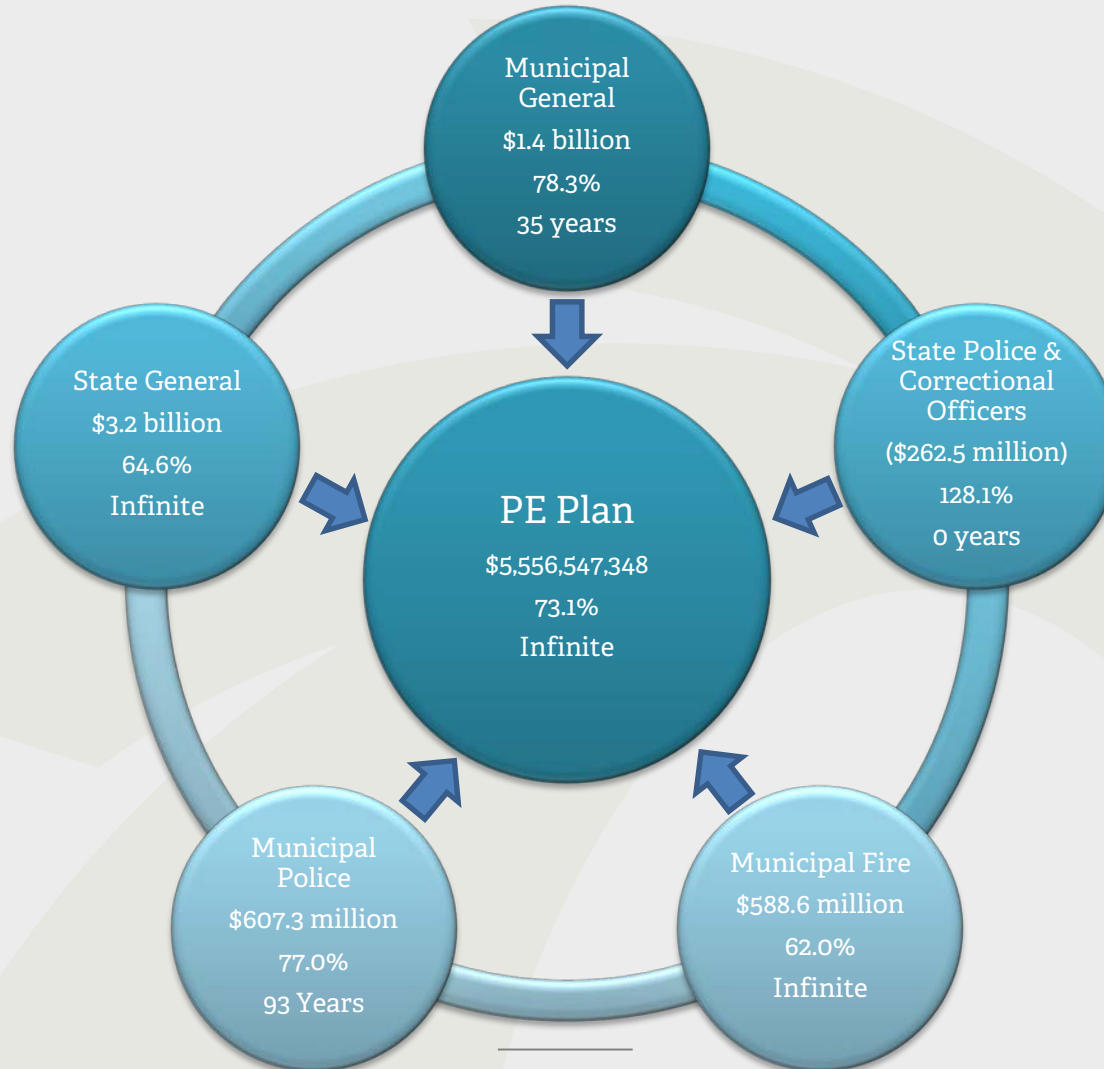 Municipal
General
$1.4 billion
78.3%
35 years
State General
$3.2 billion
64.6%
Infinite
State Police &
Correctional
Officers
($262.5 million)
128.1%
0 years
PE Plan
$5,556,547,348
73.1%
Infinite
Municipal
Police
$607.3 million
77.0%
93 Years
Municipal Fire
$588.6 million
62.0%
Infinite